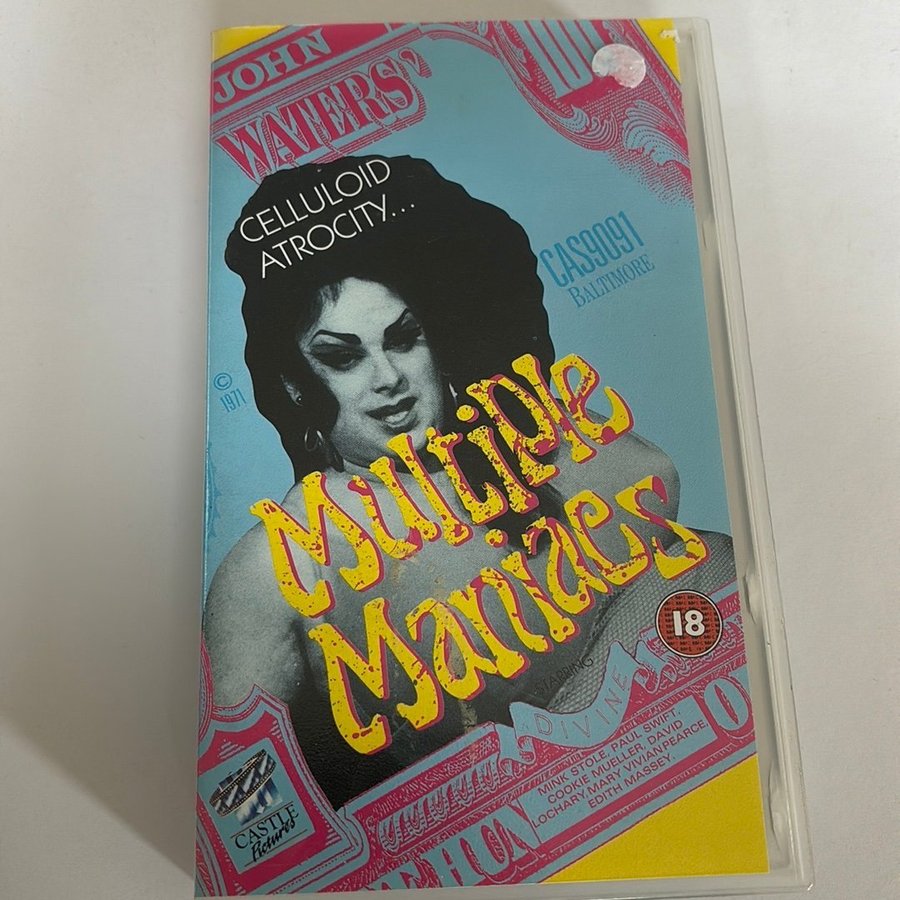 JOHN
WATERS'
CELLULOID
ATROCITY...
CAS9091
BALTIMORE
© 1971
Multiple
Maniacs
18
STARRING
DIVINE
MINK STOLE, PAUL SWIFT,
COOKIE MUELLER, DAVID
LOCHARY, MARY VIVIAN PEARCE,
EDITH MASSEY.
CASTLE
Pictures
HUN